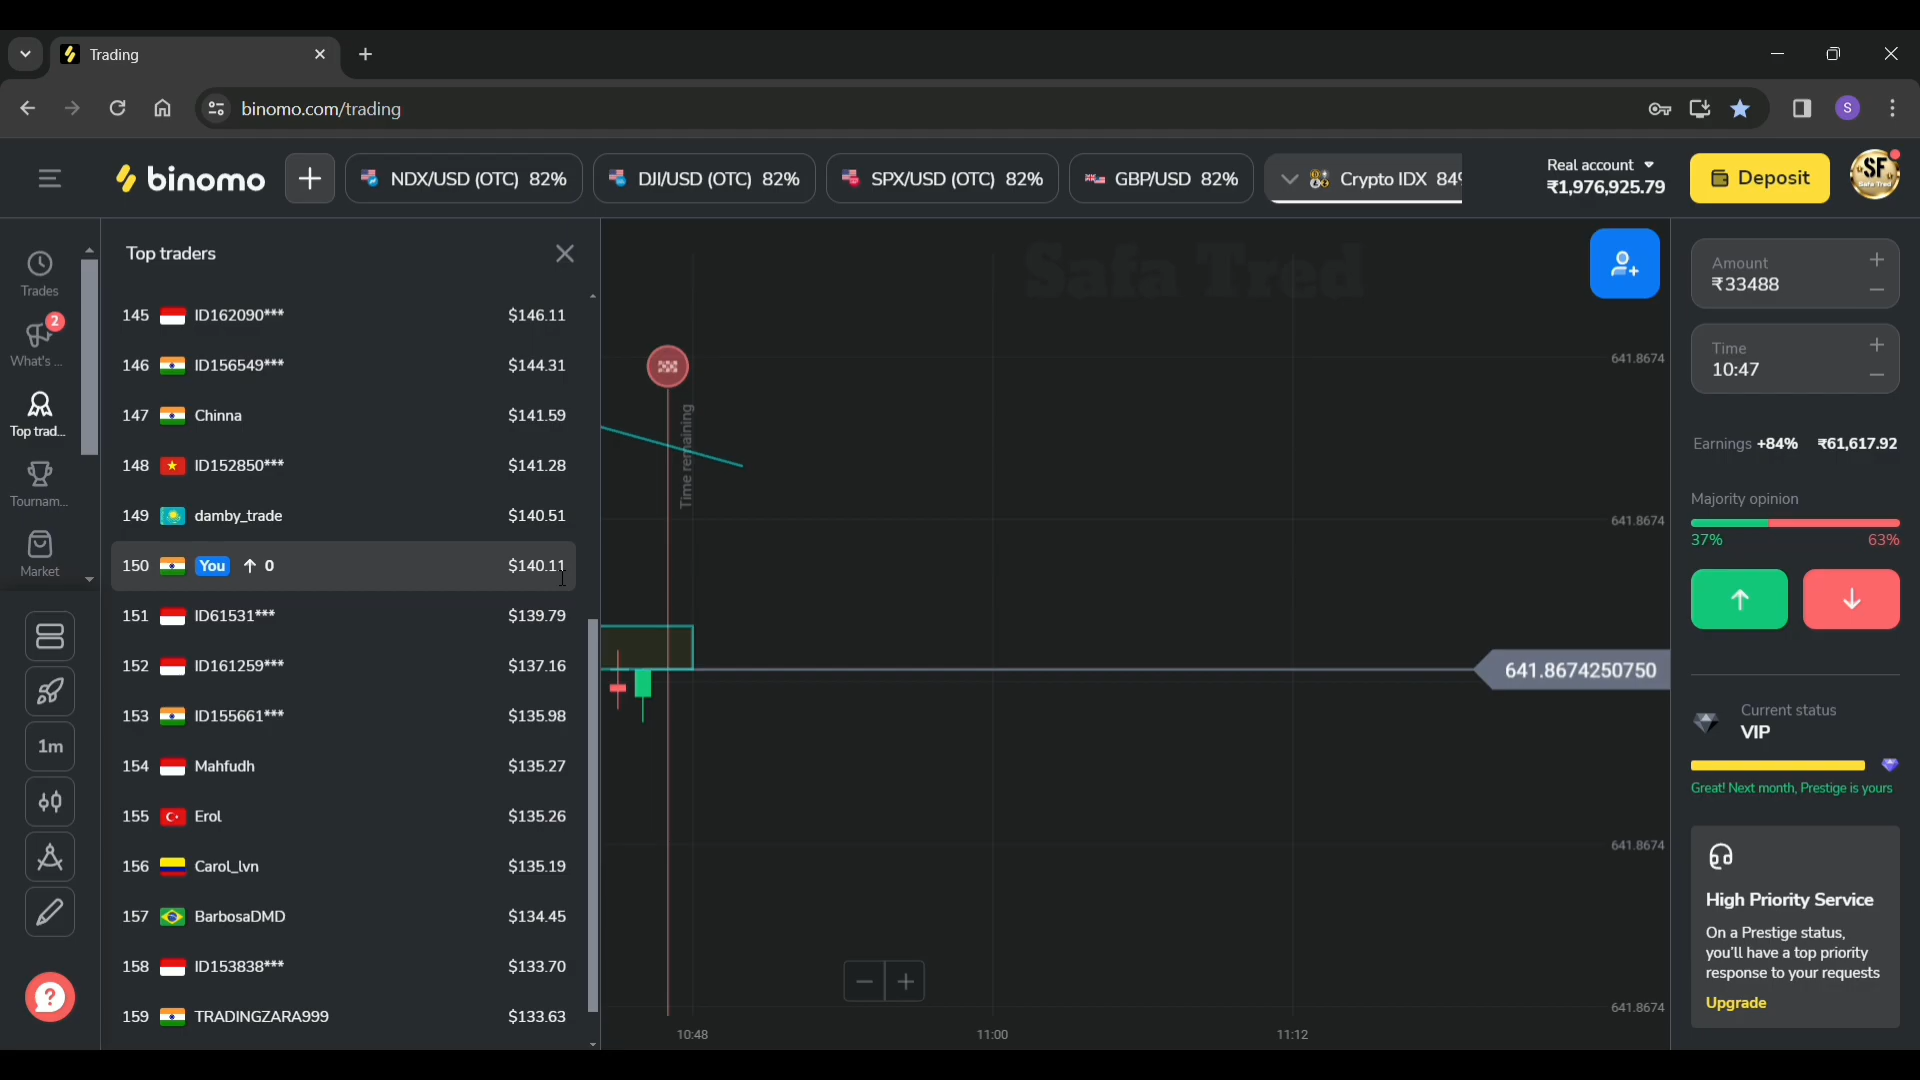 Trading
binomo.com/trading
S
binomo
NDX/USD (OTC) 82%
DJI/USD (OTC) 82%
SPX/USD (OTC) 82%
GBP/USD 82%
Crypto IDX 84%
Real account
₹1,976,925.79
Deposit
SF
Safa Tred
Trades
2
What's ...
Top trad...
Tournam...
Market
1m
Top traders
145 ID162090*** $146.11
146 ID156549*** $144.31
147 Chinna $141.59
148 ID152850*** $141.28
149 damby_trade $140.51
150 You ↑ 0 $140.11
151 ID61531*** $139.79
152 ID161259*** $137.16
153 ID155661*** $135.98
154 Mahfudh $135.27
155 Erol $135.26
156 Carol_lvn $135.19
157 BarbosaDMD $134.45
158 ID153838*** $133.70
159 TRADINGZARA999 $133.63
Safa Tred
Time remaining
641.8674
641.8674
641.8674250750
641.8674
641.8674
10:48
11:00
11:12
Amount
₹33488
Time
10:47
Earnings +84% ₹61,617.92
Majority opinion
37% 63%
Current status
VIP
Great! Next month, Prestige is yours
High Priority Service
On a Prestige status,
you'll have a top priority
response to your requests
Upgrade